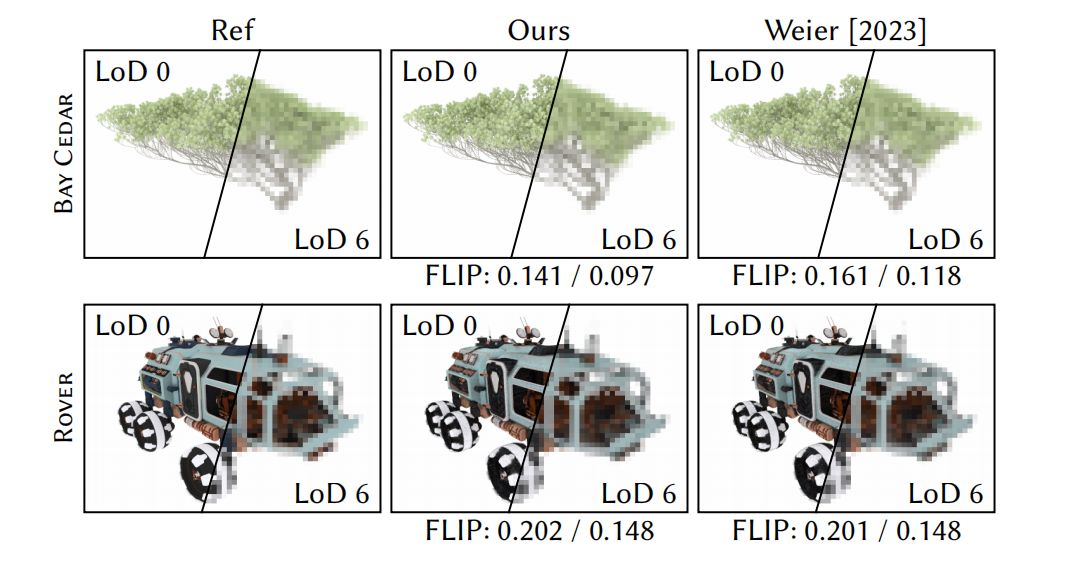 Ref Ours Weier [2023]
BAY CEDAR
LoD 0 LoD 0 LoD 0
LoD 6 LoD 6 LoD 6
FLIP: 0.141 / 0.097 FLIP: 0.161 / 0.118
ROVER
LoD 0 LoD 0 LoD 0
LoD 6 LoD 6 LoD 6
FLIP: 0.202 / 0.148 FLIP: 0.201 / 0.148